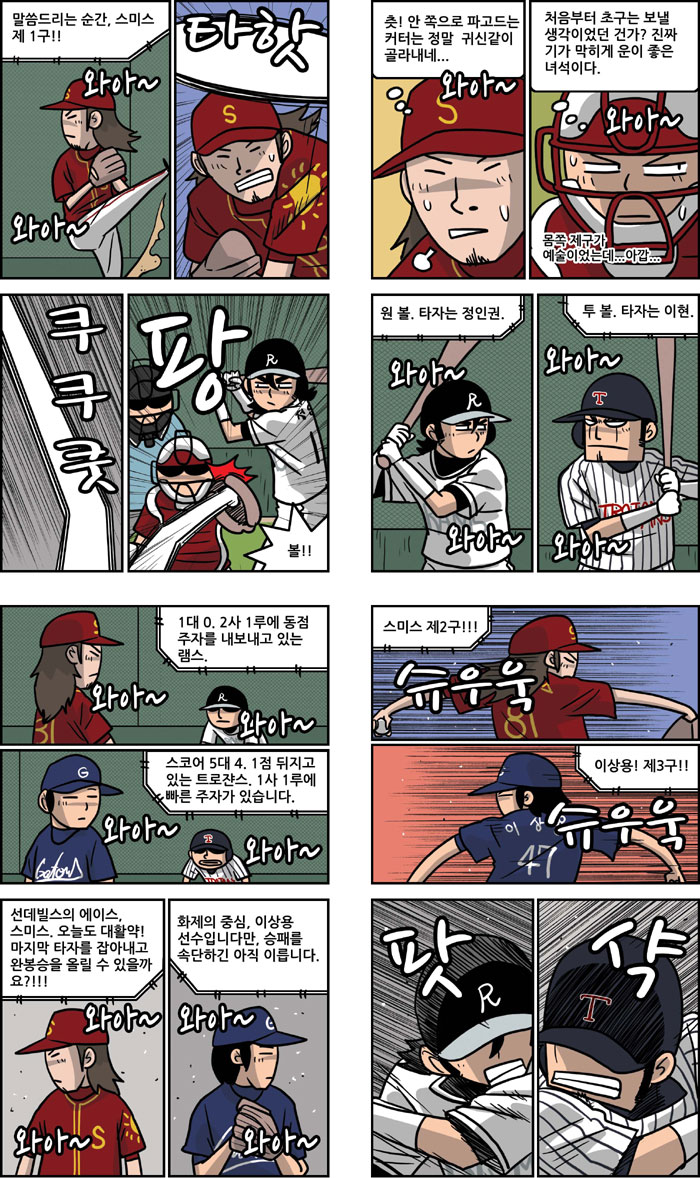 말씀드리는 순간, 스미스
제 1구!!
와아~
와아~
타핫
S
쿠
쿠
쿳
팡
R
볼!!
1대 0. 2사 1루에 동점
주자를 내보내고 있는
램스.
S
와아~
R
와아~
스코어 5대 4. 1점 뒤지고
있는 트로쟌스. 1사 1루에
빠른 주자가 있습니다.
G
와아~
T
와아~
선데빌스의 에이스,
스미스. 오늘도 대활약!
마지막 타자를 잡아내고
완봉승을 올릴 수 있을까
요?!!!
와아~
S
S
와아~
화제의 중심, 이상용
선수입니다만, 승패를
속단하긴 아직 이릅니다.
와아~
G
와아~
춋! 안 쪽으로 파고드는
커터는 정말 귀신같이
골라내네...
와아~
S
처음부터 초구는 보낼
생각이었던 건가? 진짜
기가 막히게 운이 좋은
녀석이다.
와아~
몸쪽 제구가
예술이었는데...아깝...
원 볼. 타자는 정인권.
와아~
R
와아~
투 볼. 타자는 이현.
와아~
T
TROJANS
와아~
스미스 제2구!!!
슈우욱
이상용! 제3구!!
슈우욱
이상용
47
팟
R
샥
T